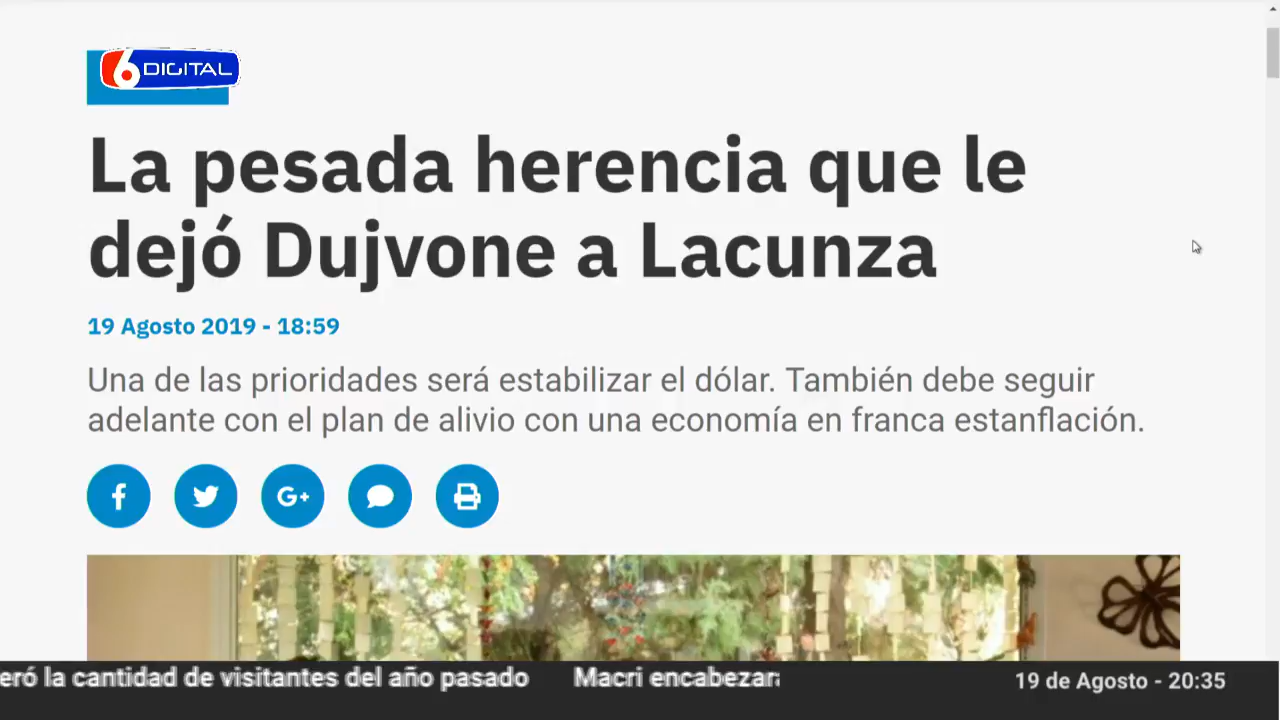 6 DIGITAL
La pesada herencia que le
dejó Dujvone a Lacunza
19 Agosto 2019 - 18:59
Una de las prioridades será estabilizar el dólar. También debe seguir
adelante con el plan de alivio con una economía en franca estanflación.
f G+
eró la cantidad de visitantes del año pasado Macri encabezará
19 de Agosto - 20:35